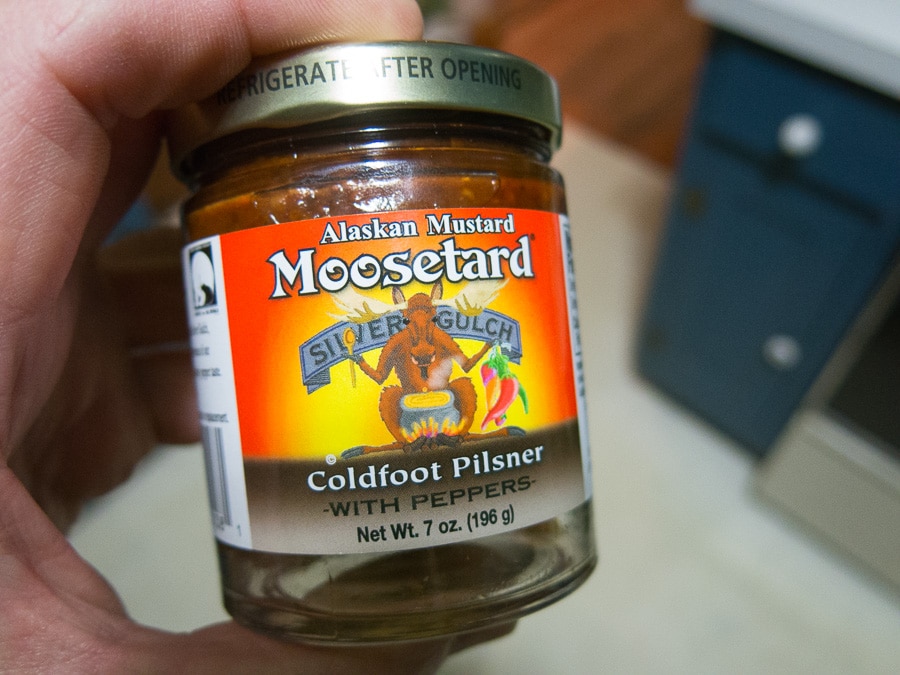 REFRIGERATE AFTER OPENING
Alaskan Mustard
Moosetard
SILVER GULCH
©
Coldfoot Pilsner
-WITH PEPPERS-
Net Wt. 7 oz. (196 g)